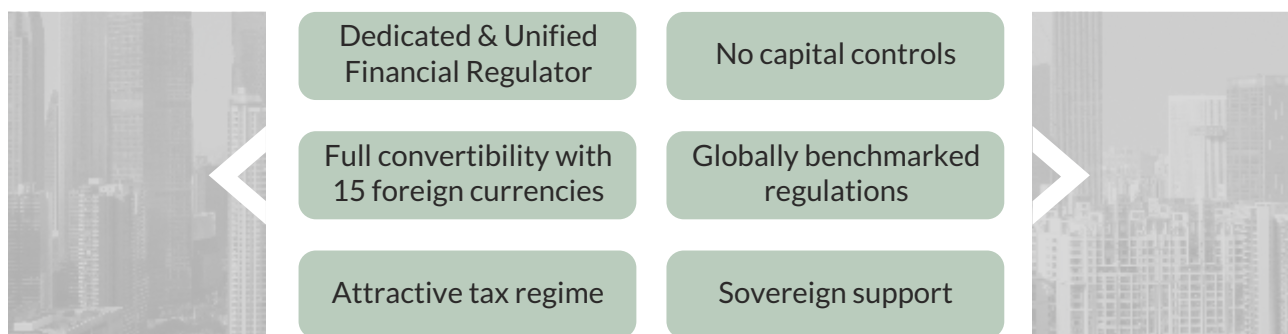 Dedicated & Unified
Financial Regulator
No capital controls
Full convertibility with
15 foreign currencies
Globally benchmarked
regulations
Attractive tax regime
Sovereign support